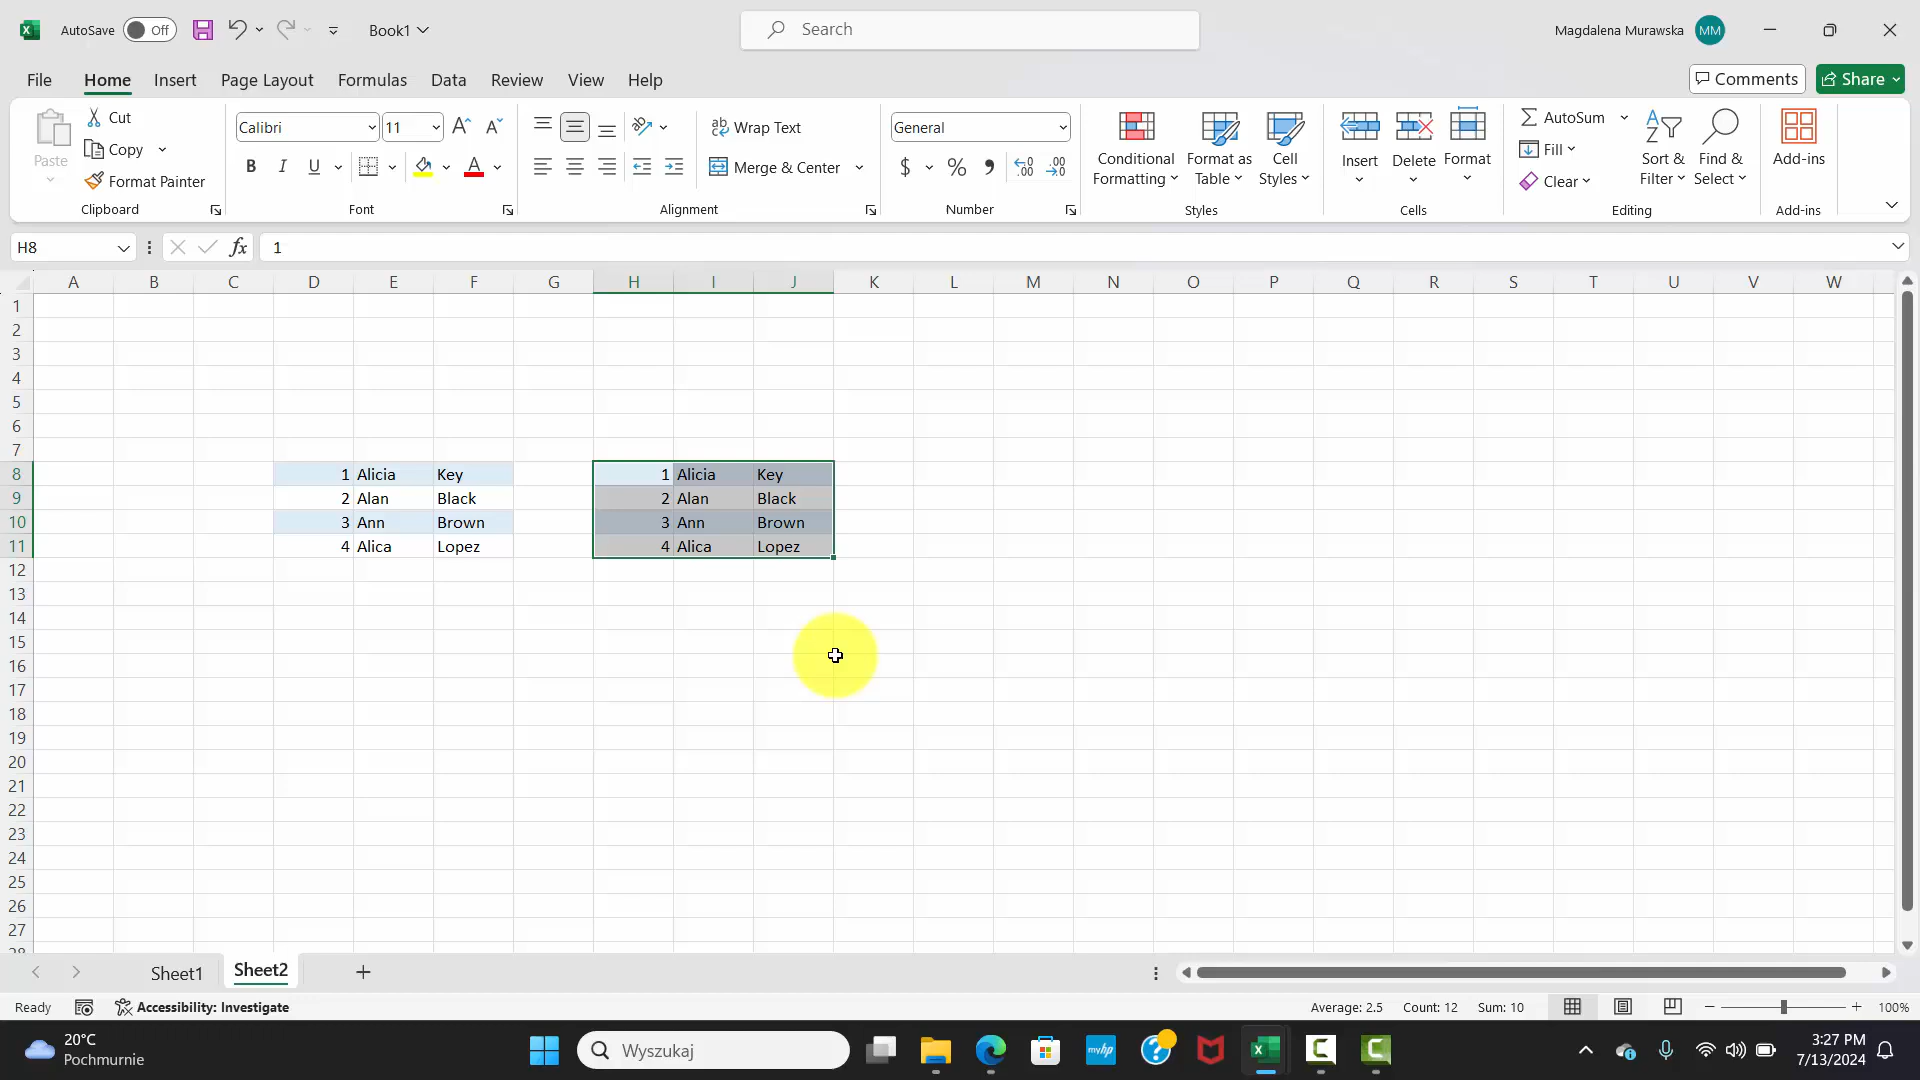 AutoSave Off Book1 Search Magdalena Murawska MM
File Home Insert Page Layout Formulas Data Review View Help Comments Share
Paste Cut Copy Format Painter Clipboard
Calibri 11 A A B I U A Font
ab Wrap Text Merge & Center Alignment
General $ % Number
Conditional Formatting Format as Table Cell Styles Styles
Insert Delete Format Cells
AutoSum Fill Clear Sort & Filter Find & Select Editing
Add-ins Add-ins
H8 fx 1
A B C D E F G H I J K L M N O P Q R S T U V W
1
2
3
4
5
6
7
8 1 Alicia Key 1 Alicia Key
9 2 Alan Black 2 Alan Black
10 3 Ann Brown 3 Ann Brown
11 4 Alica Lopez 4 Alica Lopez
12
13
14
15
16
17
18
19
20
21
22
23
24
25
26
27
28
Sheet1 Sheet2
Ready Accessibility: Investigate Average: 2.5 Count: 12 Sum: 10 100%
20°C
Pochmurnie
Wyszukaj
myhp
3:27 PM
7/13/2024